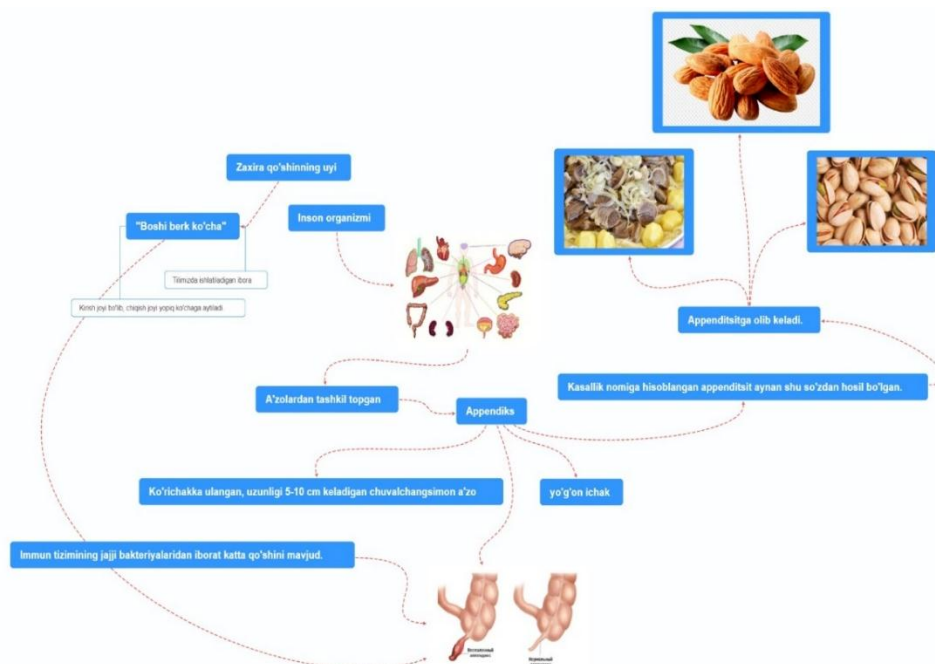 Zaxira qo'shinning uyi
"Boshi berk ko'cha"
Inson organizmi
Tilimizda ishlatiladigan ibora
Kirish joyi bo'lib, chiqish joyi yopiq ko'chaga aytiladi.
Appenditsitga olib keladi.
A'zolardan tashkil topgan
Appendiks
Kasallik nomiga hisoblangan appenditsit aynan shu so'zdan hosil bo'lgan.
Ko'richakka ulangan, uzunligi 5-10 cm keladigan chuvalchangsimon a'zo
yo'g'on ichak
Immun tizimining jajji bakteriyalaridan iborat katta qo'shini mavjud.